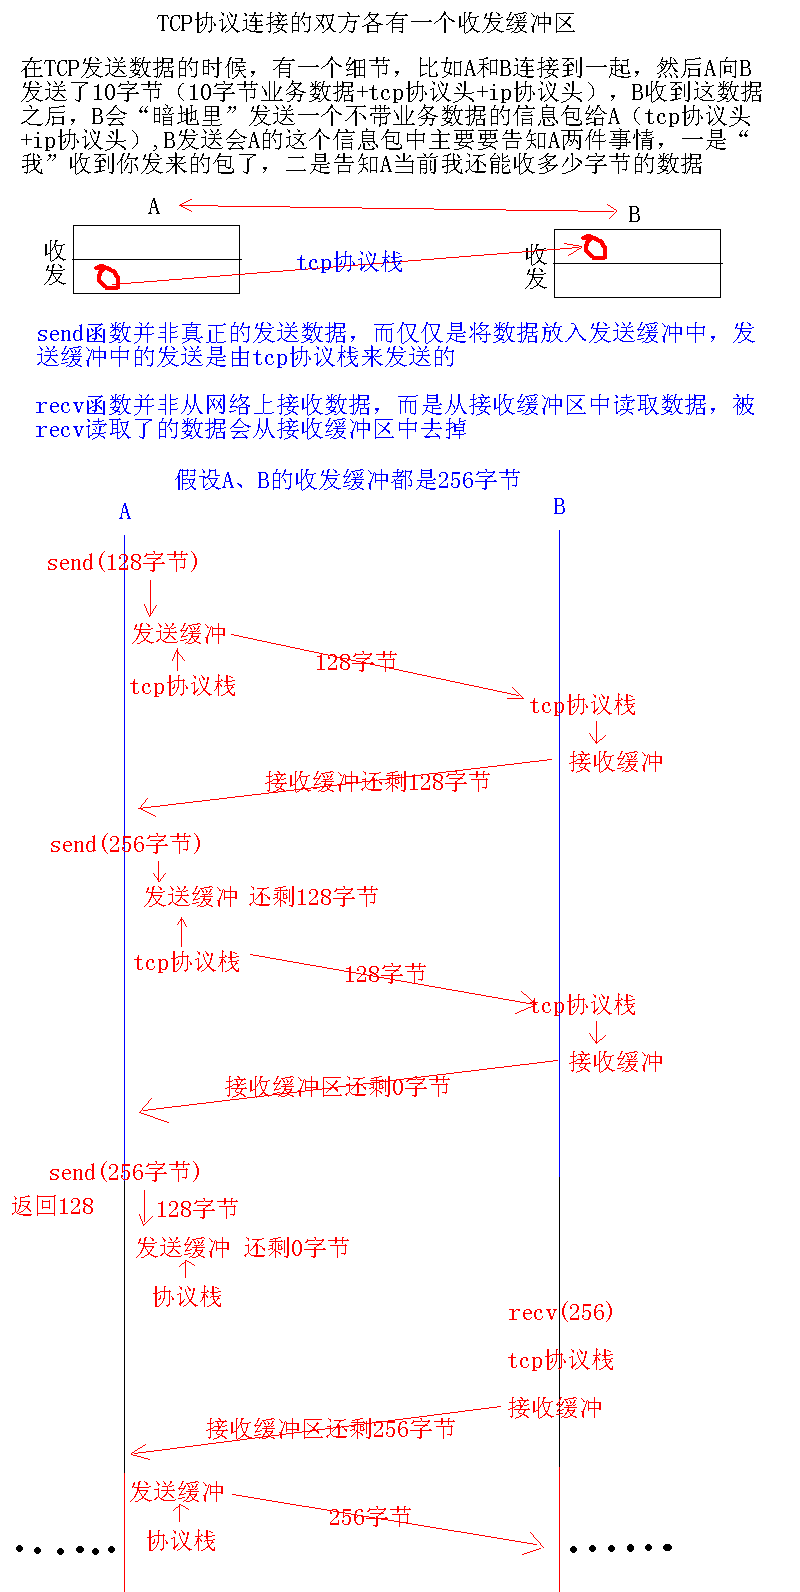 TCP协议连接的双方各有一个收发缓冲区
在TCP发送数据的时候，有一个细节，比如A和B连接到一起，然后A向B
发送了10字节（10字节业务数据+tcp协议头+ip协议头），B收到这数据
之后，B会“暗地里”发送一个不带业务数据的信息包给A（tcp协议头
+ip协议头）,B发送会A的这个信息包中主要要告知A两件事情，一是“
我”收到你发来的包了，二是告知A当前我还能收多少字节的数据
A
B
收
发
tcp协议栈
收
发
send函数并非真正的发送数据，而仅仅是将数据放入发送缓冲中，发
送缓冲中的发送是由tcp协议栈来发送的
recv函数并非从网络上接收数据，而是从接收缓冲区中读取数据，被
recv读取了的数据会从接收缓冲区中去掉
假设A、B的收发缓冲都是256字节
A
B
send(128字节)
发送缓冲
128字节
tcp协议栈
tcp协议栈
接收缓冲
接收缓冲还剩128字节
send(256字节)
发送缓冲 还剩128字节
tcp协议栈
128字节
tcp协议栈
接收缓冲
接收缓冲区还剩0字节
send(256字节)
返回128
128字节
发送缓冲 还剩0字节
协议栈
recv(256)
tcp协议栈
接收缓冲
接收缓冲区还剩256字节
发送缓冲
256字节
协议栈